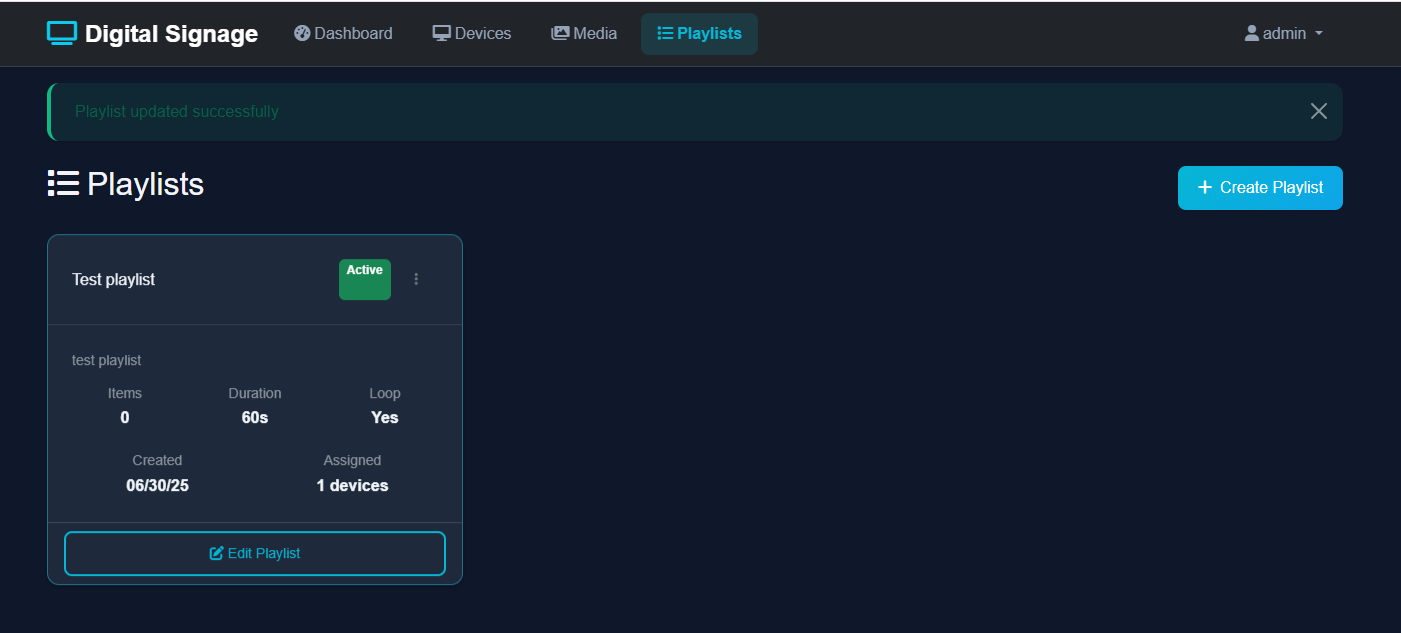 Digital Signage Dashboard Devices Media Playlists admin
Playlist updated successfully
Playlists
+ Create Playlist
Test playlist Active
test playlist
Items Duration Loop
0 60s Yes
Created Assigned
06/30/25 1 devices
Edit Playlist